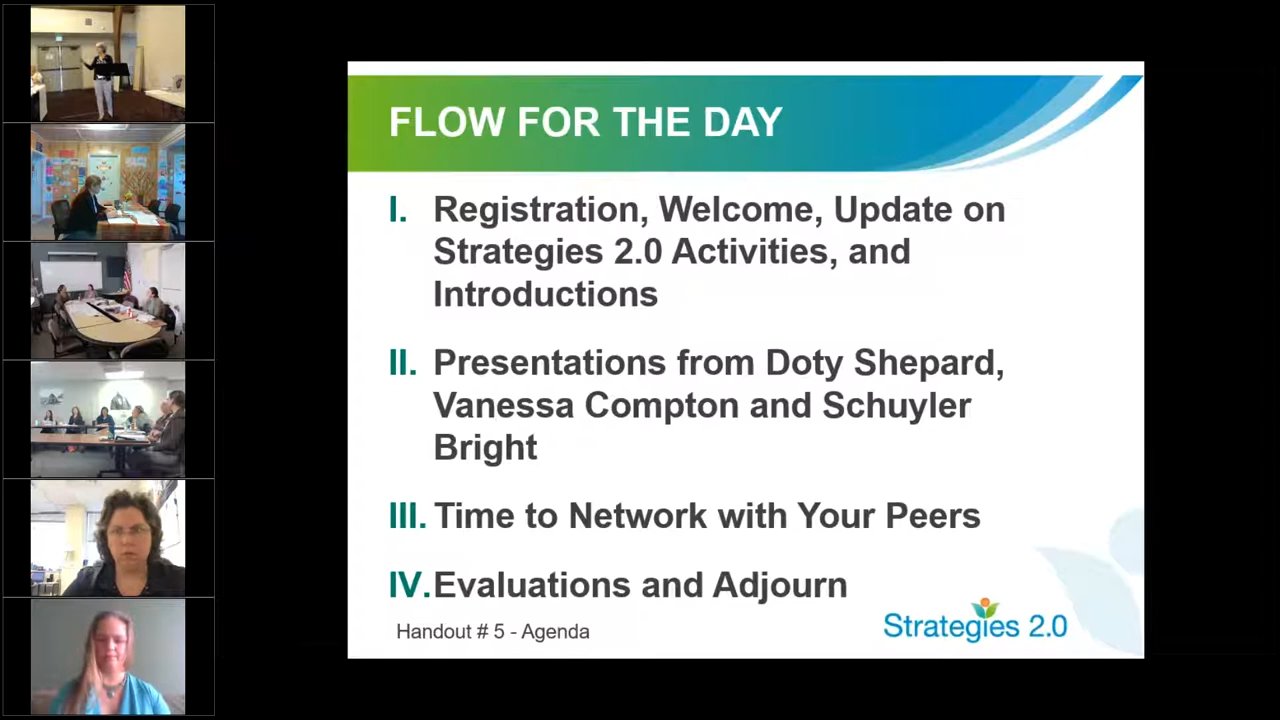 FLOW FOR THE DAY
I. Registration, Welcome, Update on
Strategies 2.0 Activities, and
Introductions
II. Presentations from Doty Shepard,
Vanessa Compton and Schuyler
Bright
III. Time to Network with Your Peers
IV. Evaluations and Adjourn
Handout # 5 - Agenda
Strategies 2.0